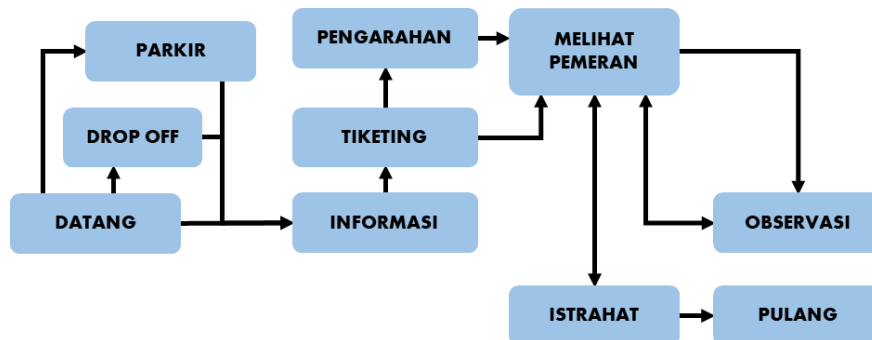 PARKIR
DROP OFF
DATANG
PENGARAHAN
TIKETING
INFORMASI
MELIHAT
PEMERAN
OBSERVASI
ISTRAHAT
PULANG